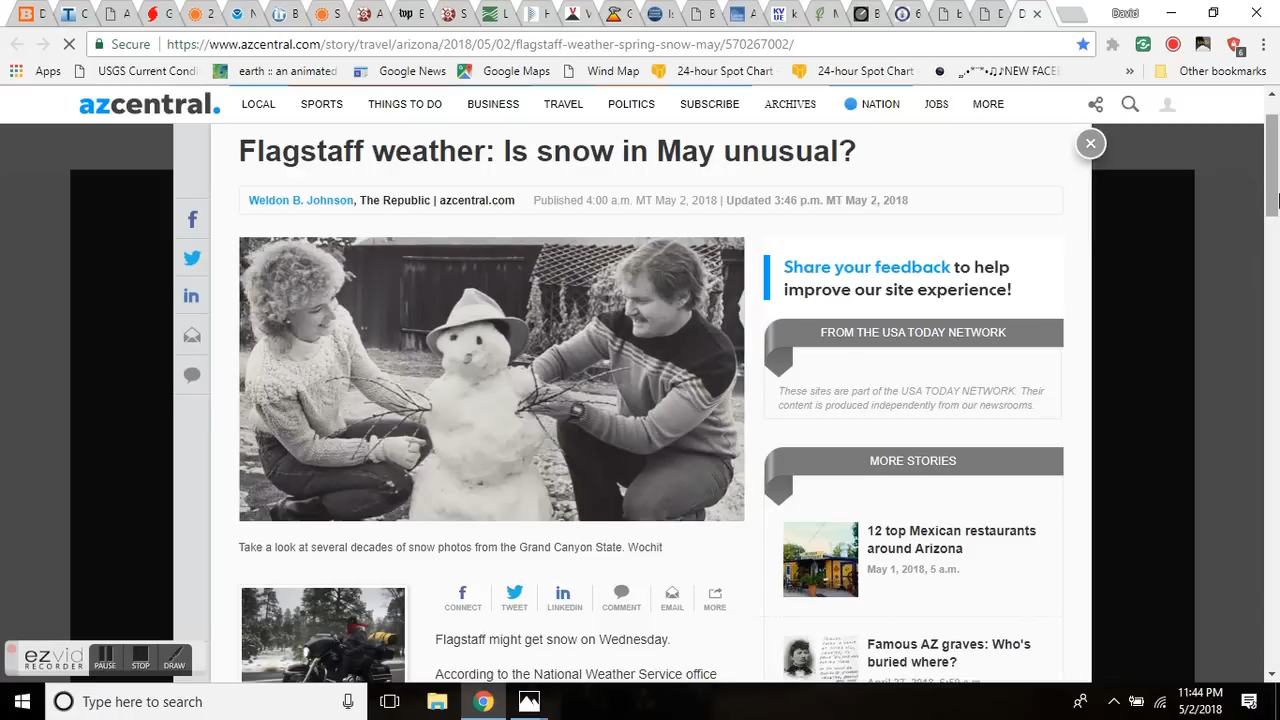 David
Secure
https://www.azcentral.com/story/travel/arizona/2018/05/02/flagstaff-weather-spring-snow-may/570267002/
Apps
USGS Current Condi
earth :: an animated
Google News
Google Maps
Wind Map
24-hour Spot Chart
24-hour Spot Chart
NEW FACE
Other bookmarks
azcentral.
LOCAL
SPORTS
THINGS TO DO
BUSINESS
TRAVEL
POLITICS
SUBSCRIBE
ARCHIVES
NATION
JOBS
MORE
Flagstaff weather: Is snow in May unusual?
Weldon B. Johnson, The Republic | azcentral.com
Published 4:00 a.m. MT May 2, 2018 | Updated 3:46 p.m. MT May 2, 2018
Share your feedback to help
improve our site experience!
FROM THE USA TODAY NETWORK
These sites are part of the USA TODAY NETWORK. Their
content is produced independently from our newsrooms.
MORE STORIES
12 top Mexican restaurants
around Arizona
May 1, 2018, 5 a.m.
Famous AZ graves: Who's
buried where?
Take a look at several decades of snow photos from the Grand Canyon State. Wochit
CONNECT
TWEET
LINKEDIN
COMMENT
EMAIL
MORE
Flagstaff might get snow on Wednesday.
According to the National Weather Service office
ezvid
RECORDER
PAUSE
STOP
DRAW
Type here to search
11:44 PM
5/2/2018